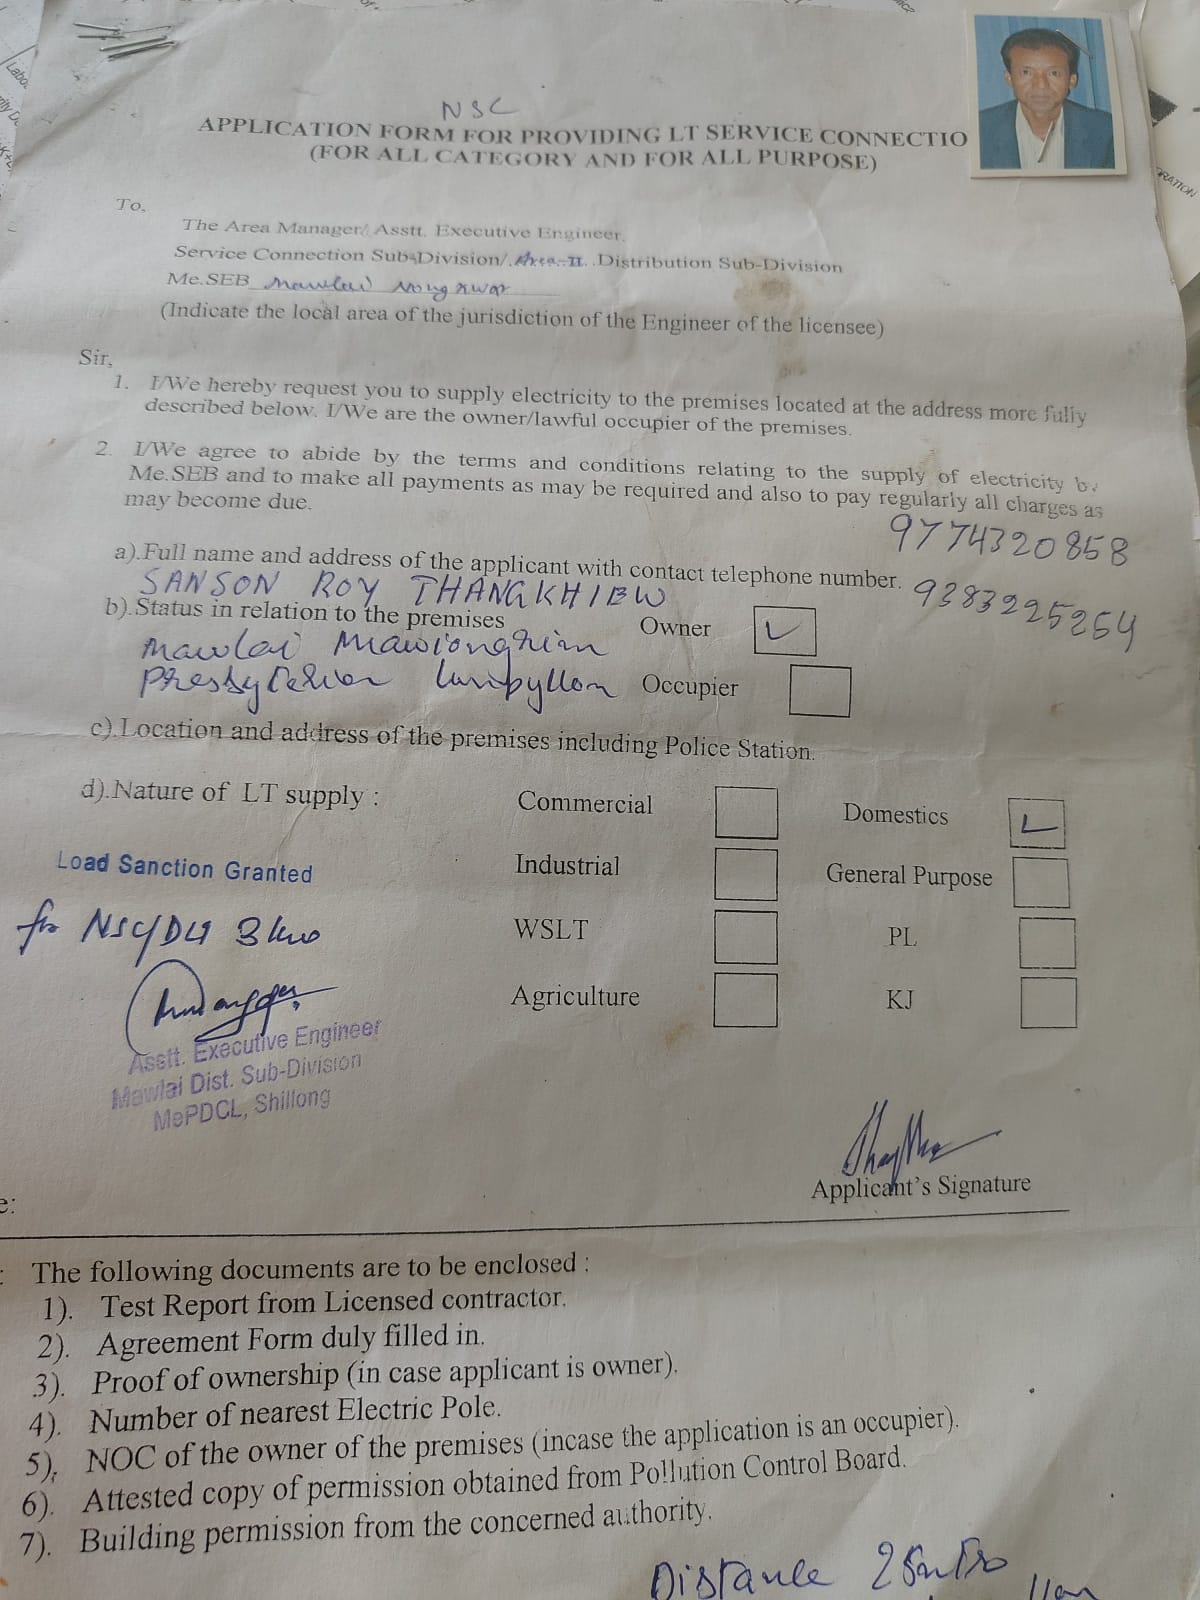 NSC
APPLICATION FORM FOR PROVIDING LT SERVICE CONNECTIO
(FOR ALL CATEGORY AND FOR ALL PURPOSE)
To,
The Area Manager/ Asstt. Executive Engineer,
Service Connection Sub-Division/.Area-II..Distribution Sub-Division
Me.SEB Mawlai Nongkwar
(Indicate the local area of the jurisdiction of the Engineer of the licensee)
Sir,
1. I/We hereby request you to supply electricity to the premises located at the address more fully
described below. I/We are the owner/lawful occupier of the premises.
2. I/We agree to abide by the terms and conditions relating to the supply of electricity by
Me.SEB and to make all payments as may be required and also to pay regularly all charges as
may become due.
9774320858
a).Full name and address of the applicant with contact telephone number. 9383225254
SANSON ROY THANGKHIEW
b).Status in relation to the premises Owner
Mawlai Mawiongrim
Presbyterian Occupier
c).Location and address of the premises including Police Station.
d).Nature of LT supply : Commercial Domestics
Load Sanction Granted
Industrial General Purpose
for NSC/DLT 3kw
WSLT PL
Agriculture KJ
Asstt. Executive Engineer
Mawlai Dist. Sub-Division
MePDCL, Shillong
Applicant's Signature
e:
: The following documents are to be enclosed :
1). Test Report from Licensed contractor.
2). Agreement Form duly filled in.
3). Proof of ownership (in case applicant is owner).
4). Number of nearest Electric Pole.
5). NOC of the owner of the premises (incase the application is an occupier).
6). Attested copy of permission obtained from Pollution Control Board.
7). Building permission from the concerned authority.
Distance